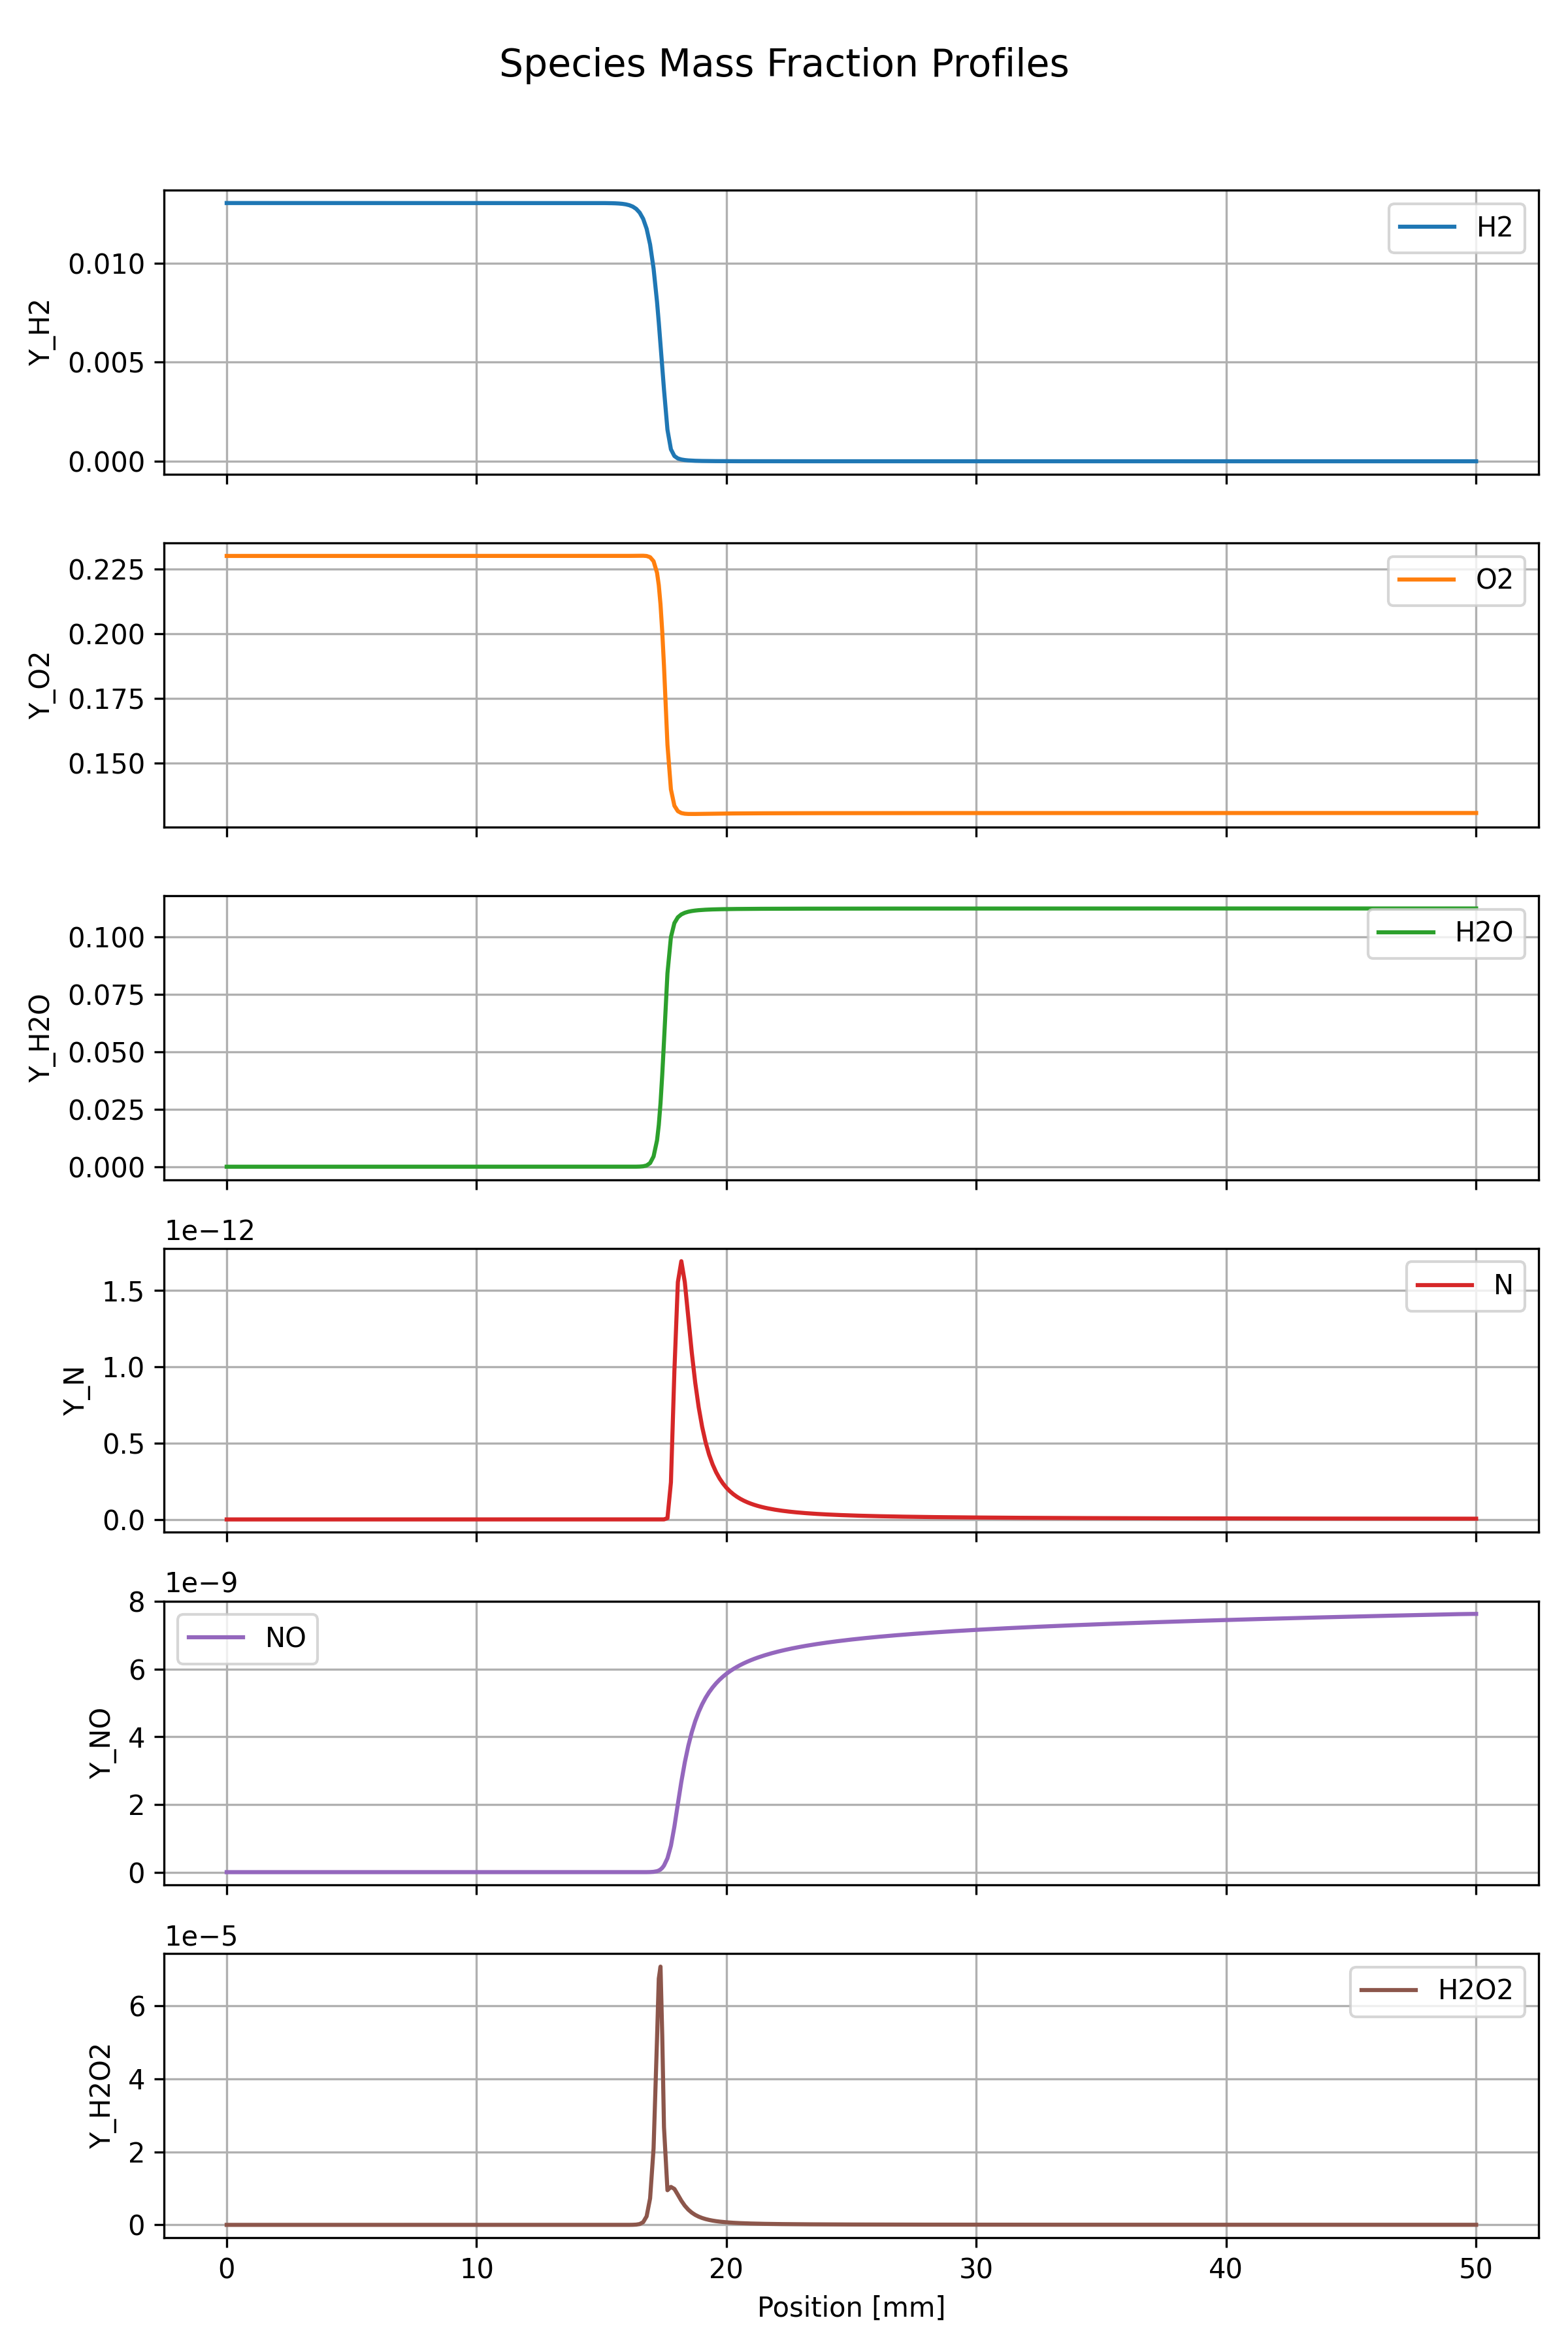 Species Mass Fraction Profiles
H2
0.010
0.005
0.000
Y_H2
O2
0.225
0.200
0.175
0.150
Y_O2
H2O
0.100
0.075
0.050
0.025
0.000
Y_H2O
1e−12
N
1.5
1.0
0.5
0.0
Y_N
1e−9
NO
8
6
4
2
0
Y_NO
1e−5
H2O2
6
4
2
0
Y_H2O2
0 10 20 30 40 50
Position [mm]